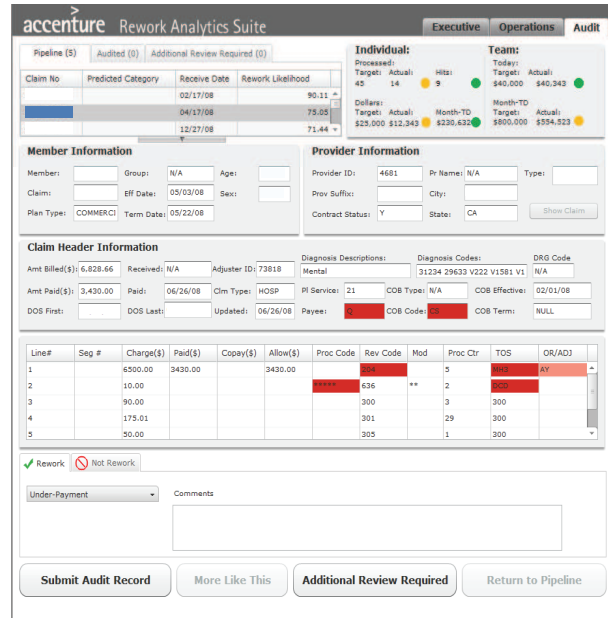 >
accenture Rework Analytics Suite
Executive Operations Audit
Pipeline (5) Audited (0) Additional Review Required (0)
Claim No Predicted Category Receive Date Rework Likelihood
02/17/08 90.11
04/17/08 75.05
12/27/08 71.44
Individual: Team:
Processed: Today:
Target: Actual: Hits: Target: Actual:
45 14 9 $40,000 $40,343
Dollars: Month-TD
Target: Actual: Month-TD Target: Actual:
$25,000 $12,343 $230,632 $800,000 $554,523
Member Information
Member: Group: N/A Age:
Claim: Eff Date: 05/03/08 Sex:
Plan Type: COMMERCI Term Date: 05/22/08
Provider Information
Provider ID: 4681 Pr Name: N/A Type:
Prov Suffix: City:
Contract Status: Y State: CA Show Claim
Claim Header Information
Diagnosis Descriptions: Diagnosis Codes: DRG Code
Amt Billed($): 6,828.66 Received: N/A Adjuster ID: 73818 Mental 31234 29633 V222 V1581 V1 N/A
Amt Paid($): 3,430.00 Paid: 06/26/08 Clm Type: HOSP Pl Service: 21 COB Type: N/A COB Effective: 02/01/08
DOS First: DOS Last: Updated: 06/26/08 Payee: Q COB Code: CS COB Term: NULL
Line# Seg # Charge($) Paid($) Copay($) Allow($) Proc Code Rev Code Mod Proc Ctr TOS OR/ADJ
1 6500.00 3430.00 3430.00 204 5 AY
2 10.00 ***** 636 ** 2
3 90.00 300 3 300
4 175.01 301 29 300
5 50.00 305 1 300
Rework Not Rework
Under-Payment Comments
Submit Audit Record More Like This Additional Review Required Return to Pipeline